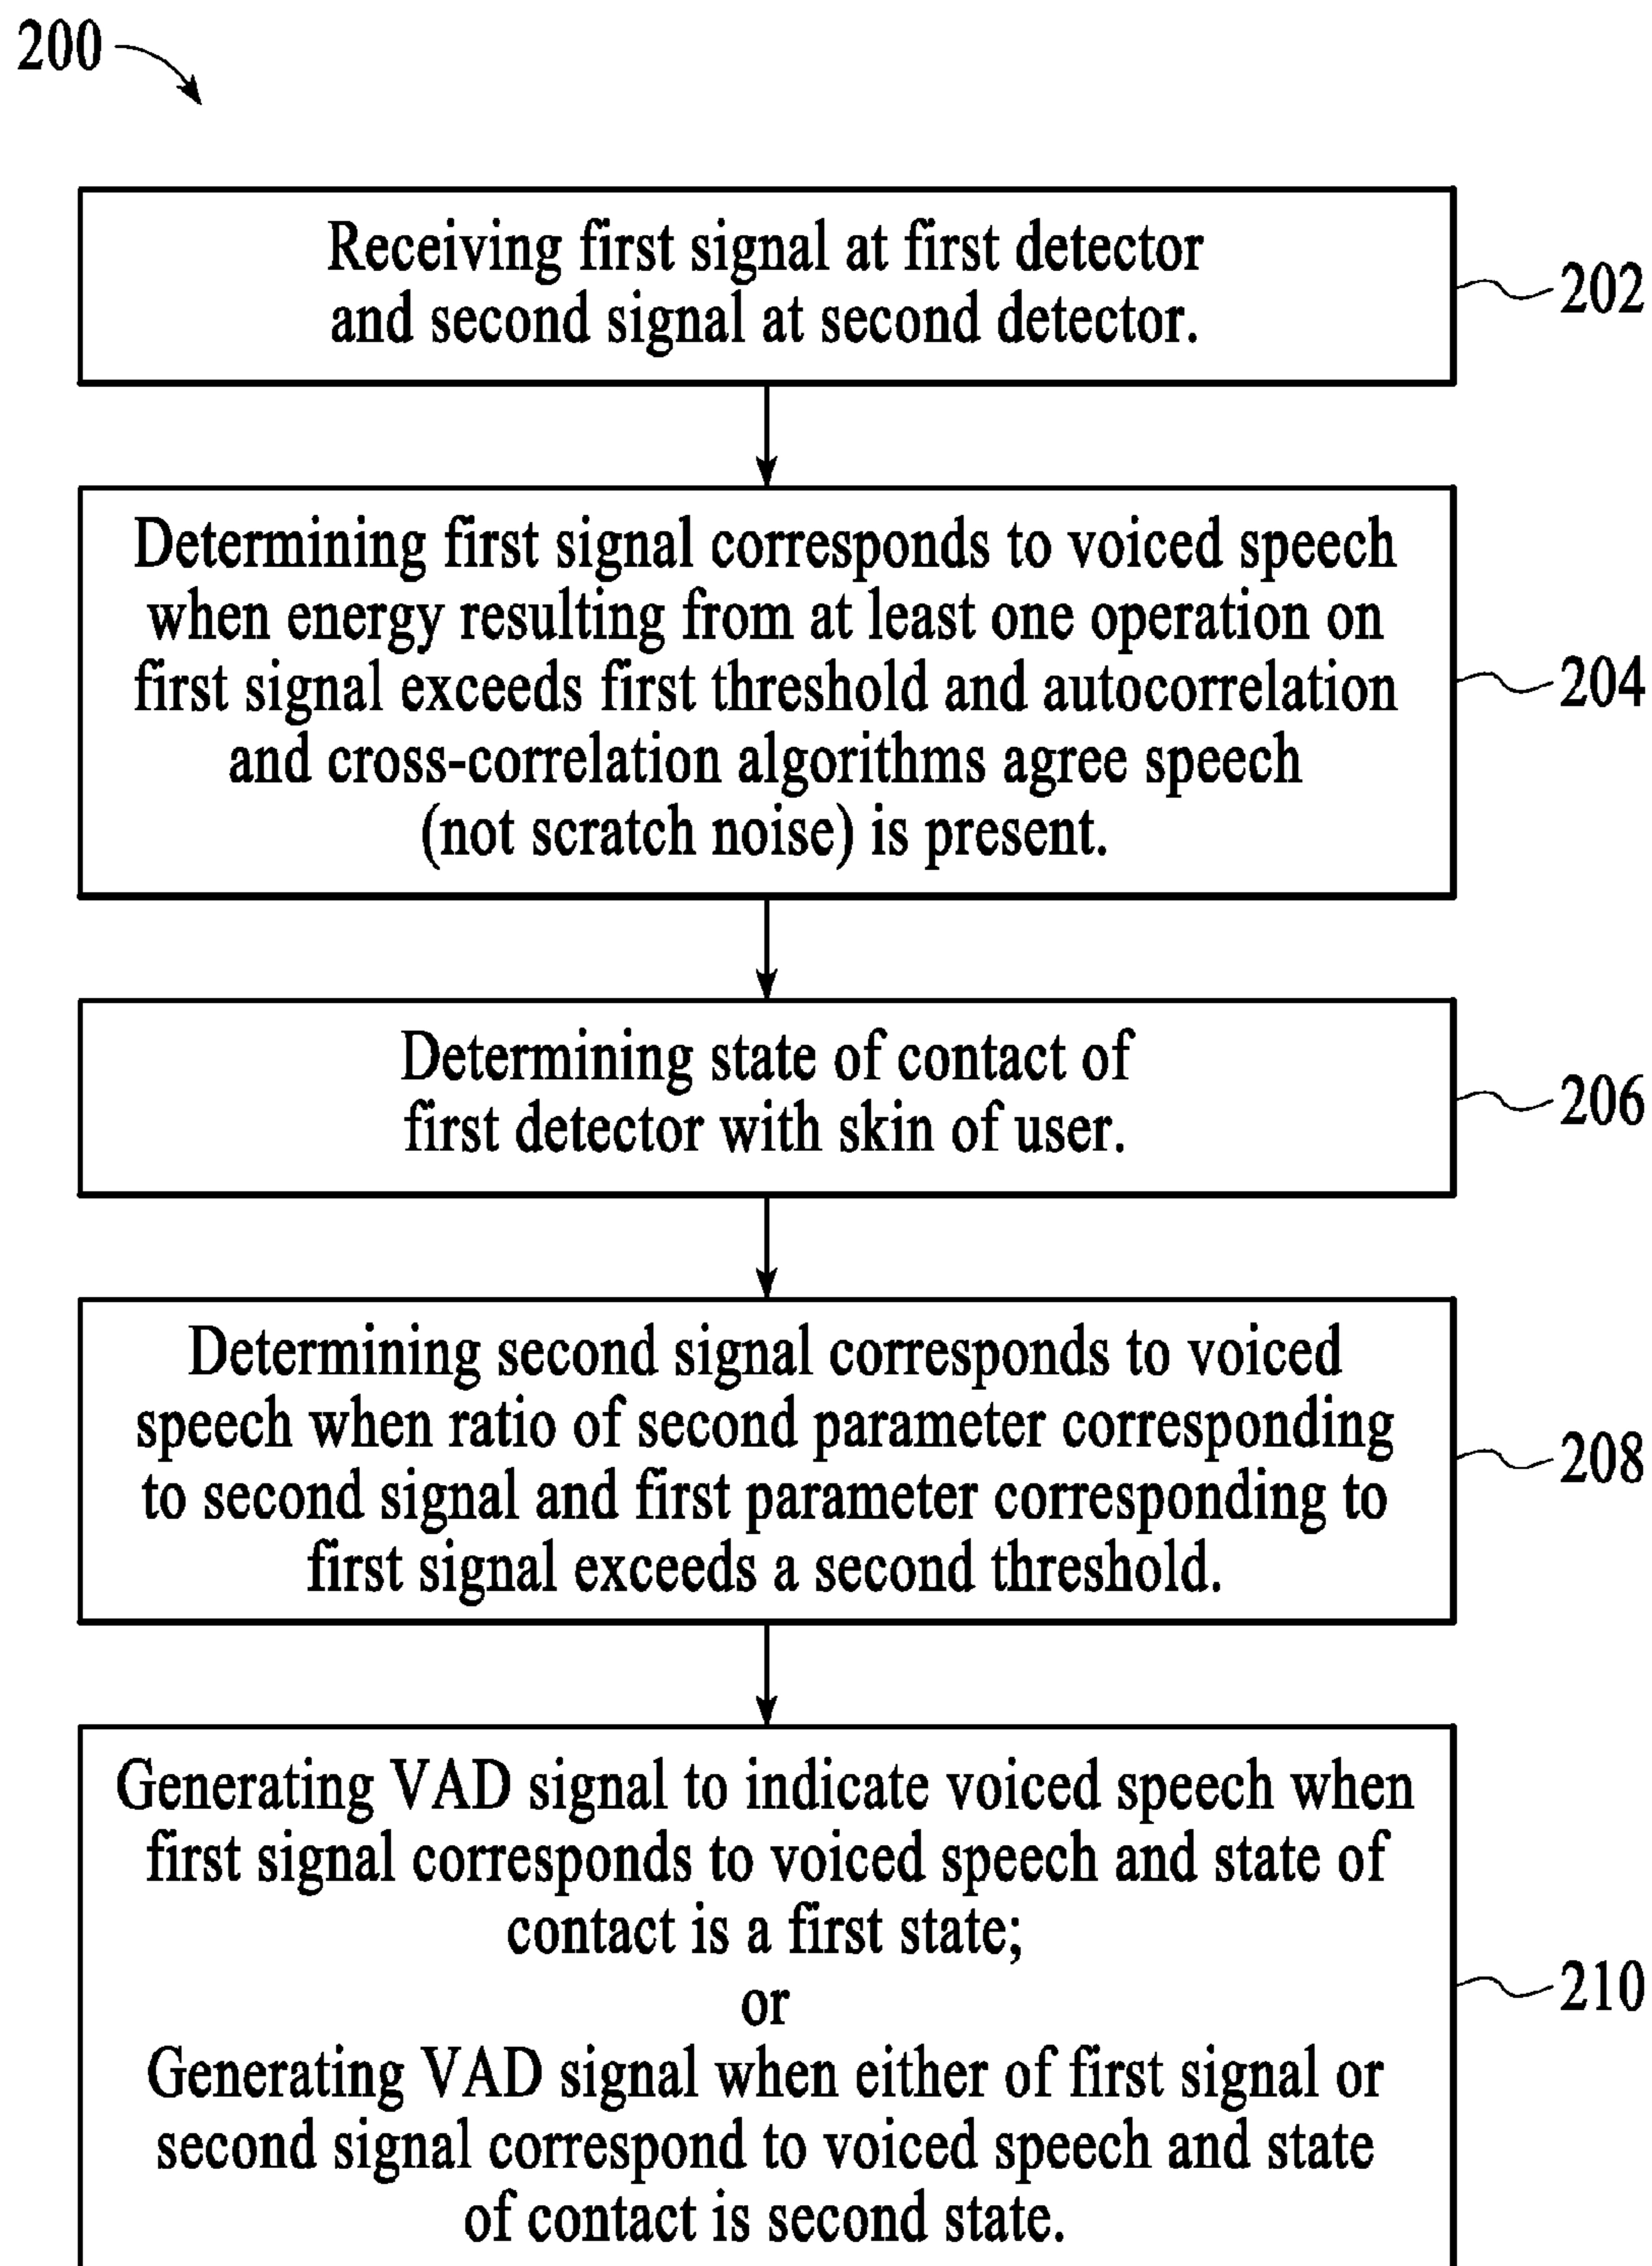 200
Receiving first signal at first detector
and second signal at second detector.
202
Determining first signal corresponds to voiced speech
when energy resulting from at least one operation on
first signal exceeds first threshold and autocorrelation
and cross-correlation algorithms agree speech
(not scratch noise) is present.
204
Determining state of contact of
first detector with skin of user.
206
Determining second signal corresponds to voiced
speech when ratio of second parameter corresponding
to second signal and first parameter corresponding to
first signal exceeds a second threshold.
208
Generating VAD signal to indicate voiced speech when
first signal corresponds to voiced speech and state of
contact is a first state;
or
Generating VAD signal when either of first signal or
second signal correspond to voiced speech and state
of contact is second state.
210